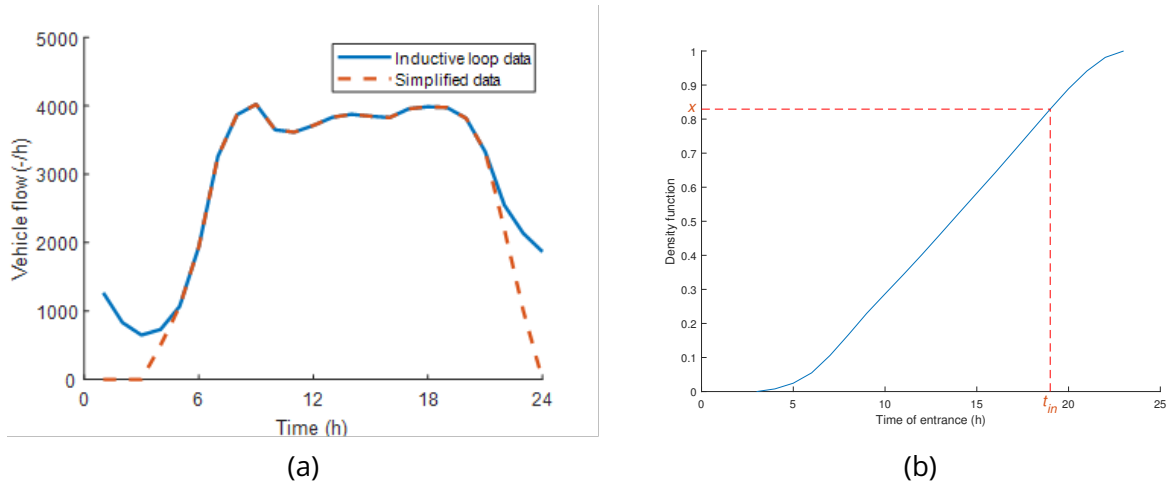 5000
4000
3000
2000
1000
0
0 6 12 18 24
Vehicle flow (-/h)
Time (h)
Inductive loop data
Simplified data
(a)
1
0.9
x
0.8
0.7
0.6
0.5
0.4
0.3
0.2
0.1
0
0 5 10 15 t_in 20 25
Density function
Time of entrance (h)
(b)